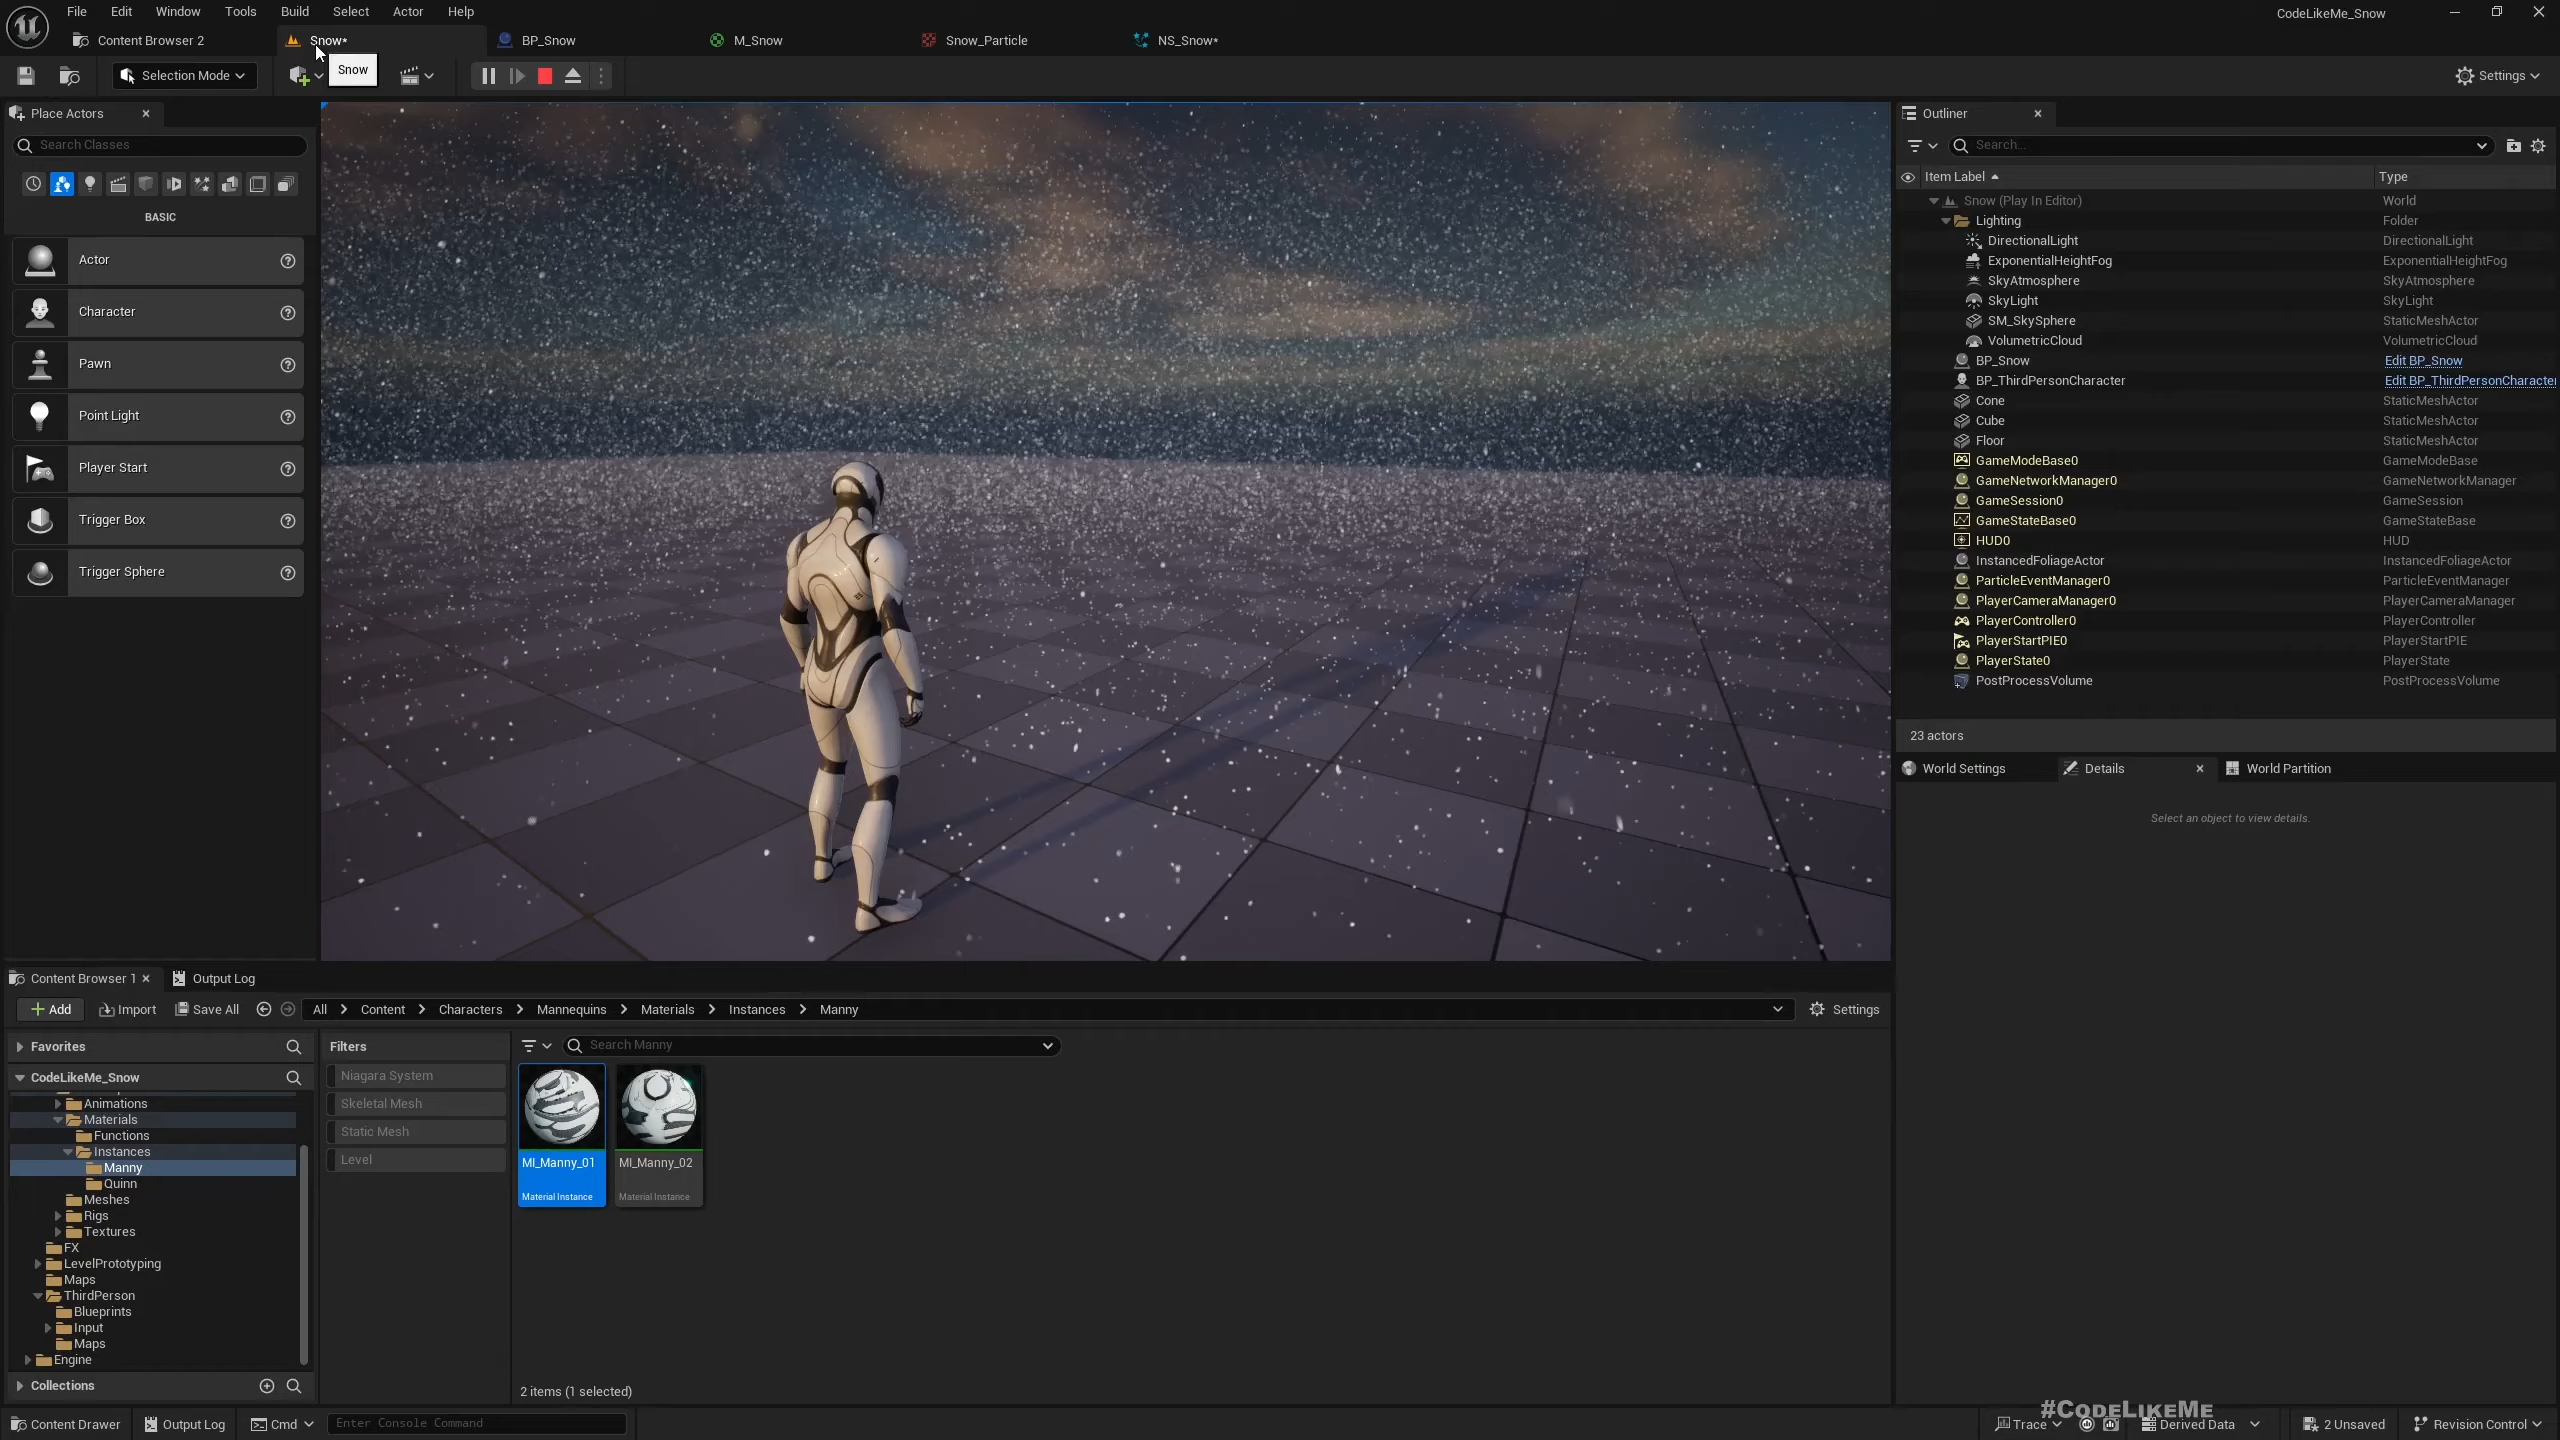 File Edit Window Tools Build Select Actor Help
CodeLikeMe_Snow
Content Browser 2
Snow*
BP_Snow
M_Snow
Snow_Particle
NS_Snow*
Selection Mode
Snow
Settings
Place Actors
Search Classes
BASIC
Actor
Character
Pawn
Point Light
Player Start
Trigger Box
Trigger Sphere
Outliner
Search...
Item Label Type
Snow (Play In Editor) World
Lighting Folder
DirectionalLight DirectionalLight
ExponentialHeightFog ExponentialHeightFog
SkyAtmosphere SkyAtmosphere
SkyLight SkyLight
SM_SkySphere StaticMeshActor
VolumetricCloud VolumetricCloud
BP_Snow Edit BP_Snow
BP_ThirdPersonCharacter Edit BP_ThirdPersonCharacter
Cone StaticMeshActor
Cube StaticMeshActor
Floor StaticMeshActor
GameModeBase0 GameModeBase
GameNetworkManager0 GameNetworkManager
GameSession0 GameSession
GameStateBase0 GameStateBase
HUD0 HUD
InstancedFoliageActor InstancedFoliageActor
ParticleEventManager0 ParticleEventManager
PlayerCameraManager0 PlayerCameraManager
PlayerController0 PlayerController
PlayerStartPIE0 PlayerStartPIE
PlayerState0 PlayerState
PostProcessVolume PostProcessVolume
23 actors
World Settings
Details
World Partition
Select an object to view details.
Content Browser 1
Output Log
Add Import Save All All Content Characters Mannequins Materials Instances Manny Settings
Favorites
CodeLikeMe_Snow
Animations
Materials
Functions
Instances
Manny
Quinn
Meshes
Rigs
Textures
FX
LevelPrototyping
Maps
ThirdPerson
Blueprints
Input
Maps
Engine
Collections
Filters
Niagara System
Skeletal Mesh
Static Mesh
Level
Search Manny
MI_Manny_01
Material Instance
MI_Manny_02
Material Instance
2 items (1 selected)
Content Drawer Output Log Cmd Enter Console Command
#CodeLikeMe
Trace Derived Data 2 Unsaved Revision Control